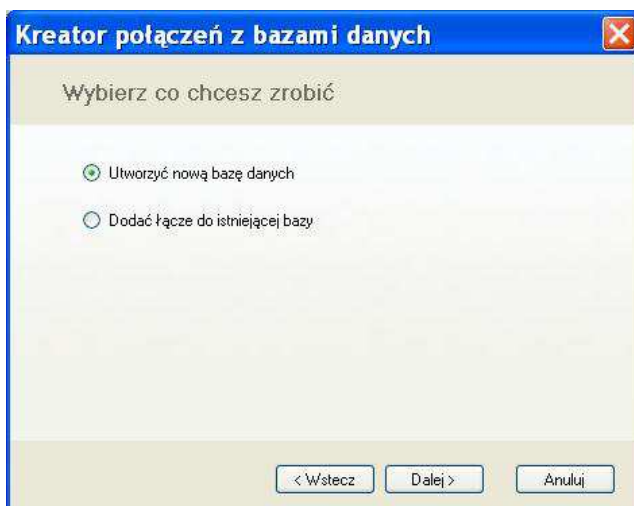 Kreator połączeń z bazami danych
Wybierz co chcesz zrobić
Utworzyć nową bazę danych
Dodać łącze do istniejącej bazy
< Wstecz
Dalej >
Anuluj